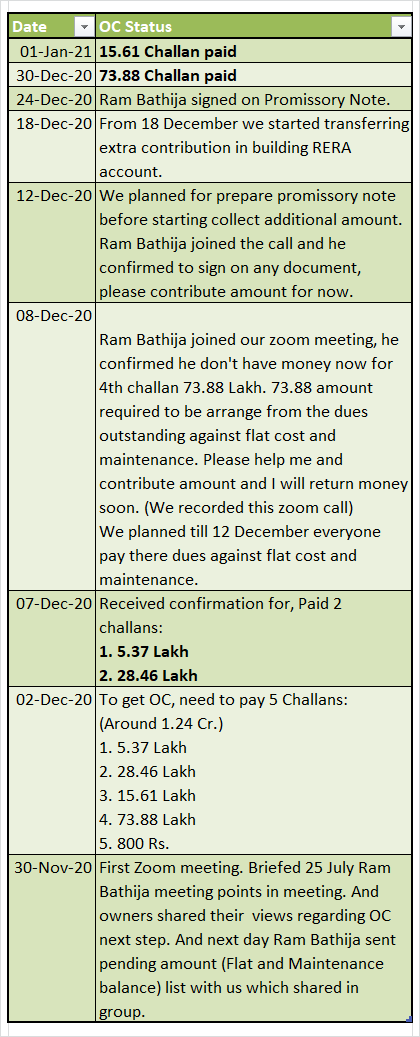 Date OC Status
01-Jan-21 15.61 Challan paid
30-Dec-20 73.88 Challan paid
24-Dec-20 Ram Bathija signed on Promissory Note.
18-Dec-20 From 18 December we started transferring
extra contribution in building RERA
account.
12-Dec-20 We planned for prepare promissory note
before starting collect additional amount.
Ram Bathija joined the call and he
confirmed to sign on any document,
please contribute amount for now.
08-Dec-20
Ram Bathija joined our zoom meeting, he
confirmed he don't have money now for
4th challan 73.88 Lakh. 73.88 amount
required to be arrange from the dues
outstanding against flat cost and
maintenance. Please help me and
contribute amount and I will return money
soon. (We recorded this zoom call)
We planned till 12 December everyone
pay there dues against flat cost and
maintenance.
07-Dec-20 Received confirmation for, Paid 2
challans:
1. 5.37 Lakh
2. 28.46 Lakh
02-Dec-20 To get OC, need to pay 5 Challans:
(Around 1.24 Cr.)
1. 5.37 Lakh
2. 28.46 Lakh
3. 15.61 Lakh
4. 73.88 Lakh
5. 800 Rs.
30-Nov-20 First Zoom meeting. Briefed 25 July Ram
Bathija meeting points in meeting. And
owners shared their views regarding OC
next step. And next day Ram Bathija sent
pending amount (Flat and Maintenance
balance) list with us which shared in
group.